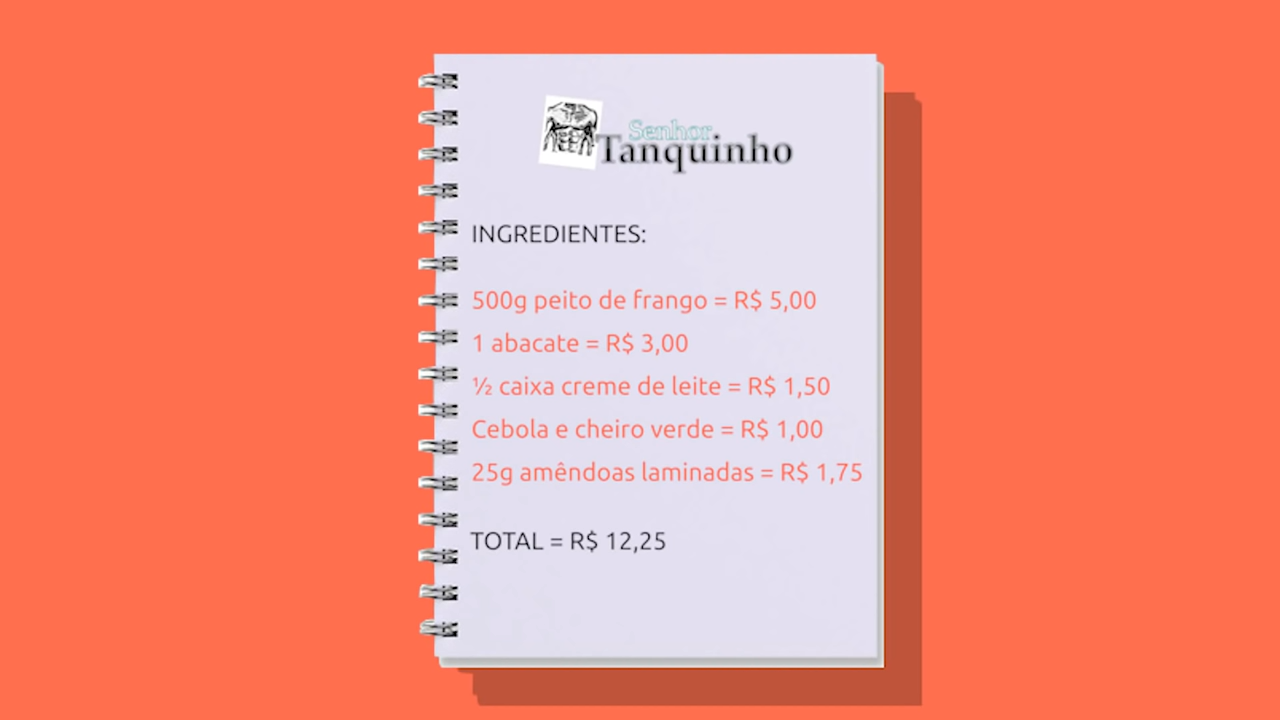 Senhor
Tanquinho
INGREDIENTES:
500g peito de frango = R$ 5,00
1 abacate = R$ 3,00
½ caixa creme de leite = R$ 1,50
Cebola e cheiro verde = R$ 1,00
25g amêndoas laminadas = R$ 1,75
TOTAL = R$ 12,25